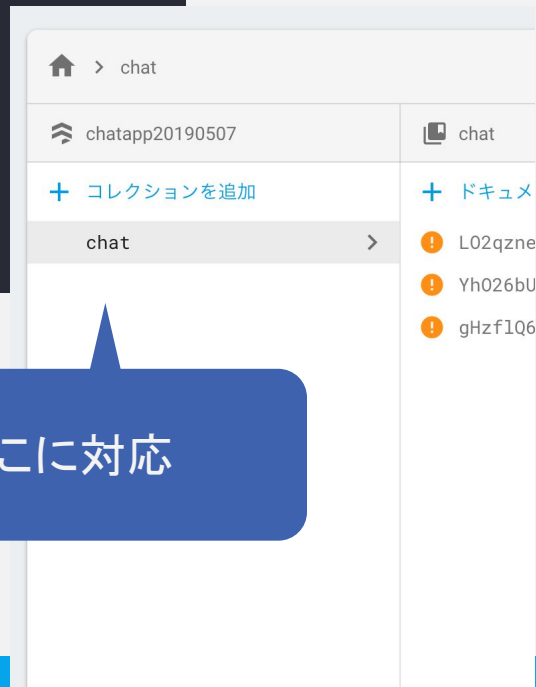 chat
chatapp20190507
chat
コレクションを追加
ドキュメ
chat
LO2qzne
YhO26bU
gHzflQ6
こに対応